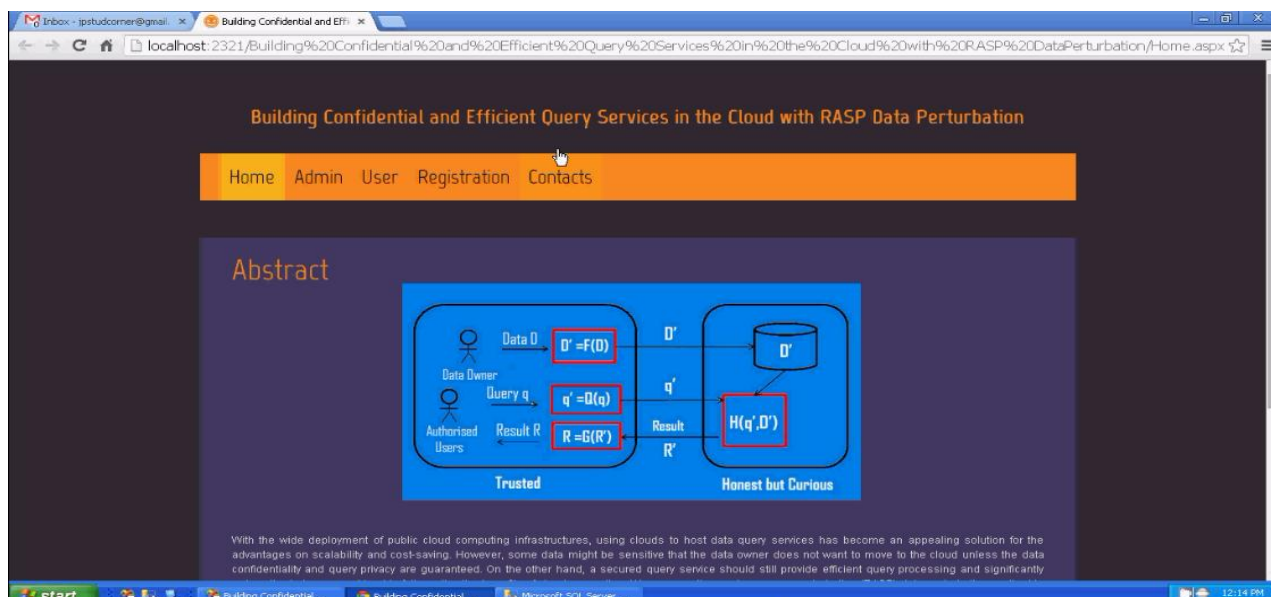 Inbox - jpstudcorner@gmail.
Building Confidential and Effi
localhost:2321/Building%20Confidential%20and%20Efficient%20Query%20Services%20in%20the%20Cloud%20with%20RASP%20DataPerturbation/Home.aspx
Building Confidential and Efficient Query Services in the Cloud with RASP Data Perturbation
Home Admin User Registration Contacts
Abstract
Data Owner
Data D
D' =F(D)
D'
D'
Authorised Users
Query q
q' =Q(q)
q'
H(q',D')
Result R
R =G(R')
Result
R'
Trusted
Honest but Curious
With the wide deployment of public cloud computing infrastructures, using clouds to host data query services has become an appealing solution for the
advantages on scalability and cost-saving. However, some data might be sensitive that the data owner does not want to move to the cloud unless the data
confidentiality and query privacy are guaranteed. On the other hand, a secured query service should still provide efficient query processing and significantly
start
Building Confidential
Building Confidential
Microsoft SQL Server
12:14 PM